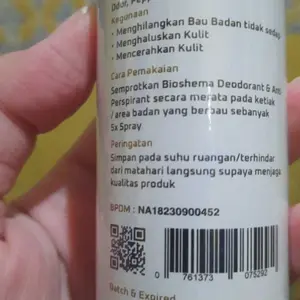 Odor, Pepp
Kegunaan
• Menghilangkan Bau Badan tidak sedap
• Menghaluskan Kulit
• Mencerahkan Kulit
Cara Pemakaian
Semprotkan Bioshema Deodorant & Anti
Perspirant secara merata pada ketiak
/ area badan yang berbau sebanyak
5x Spray
Peringatan
Simpan pada suhu ruangan/terhindar
dari matahari langsung supaya menjaga
kualitas produk
BPOM : NA18230900452
0 761373 075292
Batch & Expired